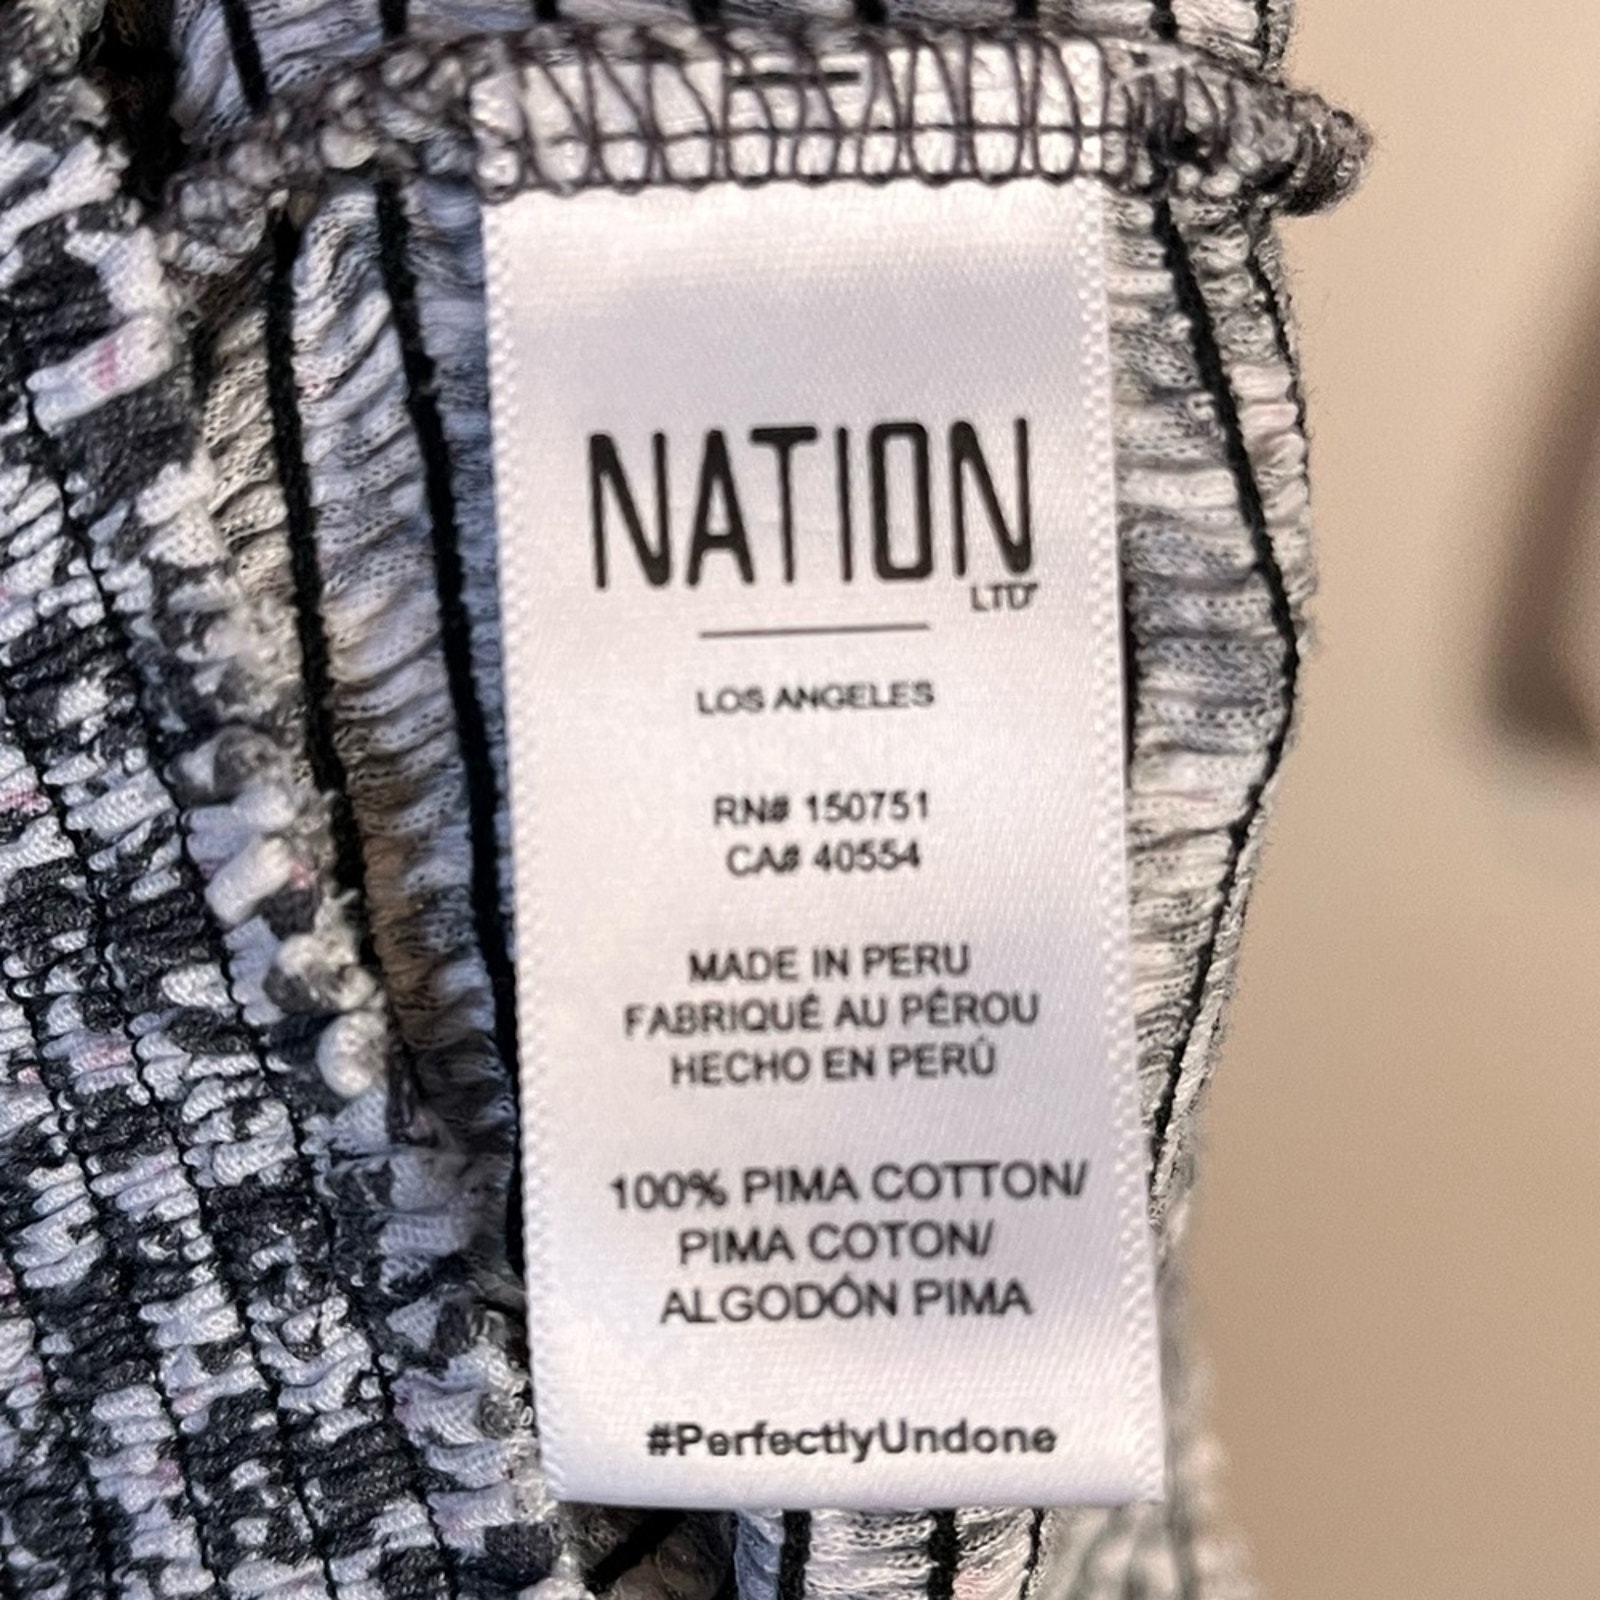 NATION
LTD
LOS ANGELES
RN# 150751
CA# 40554
MADE IN PERU
FABRIQUÉ AU PÉROU
HECHO EN PERÚ
100% PIMA COTTON/
PIMA COTON/
ALGODÓN PIMA
#PerfectlyUndone